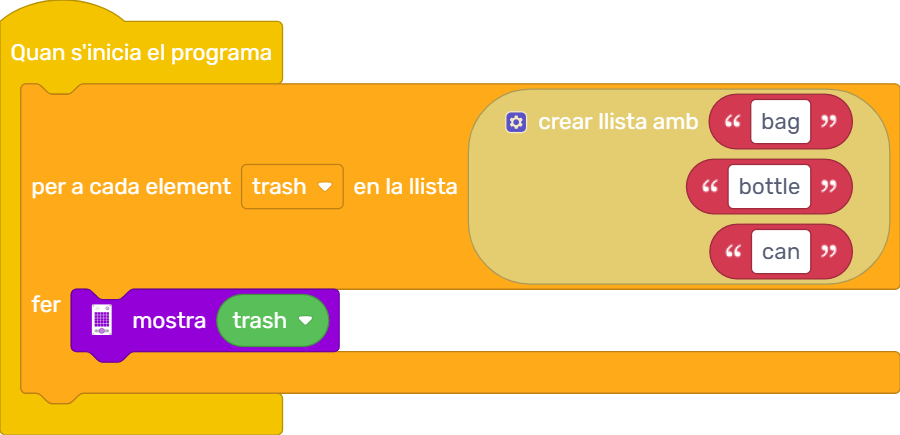 Quan s'inicia el programa
crear llista amb “ bag ”
per a cada element trash en la llista “ bottle ”
“ can ”
fer
mostra trash